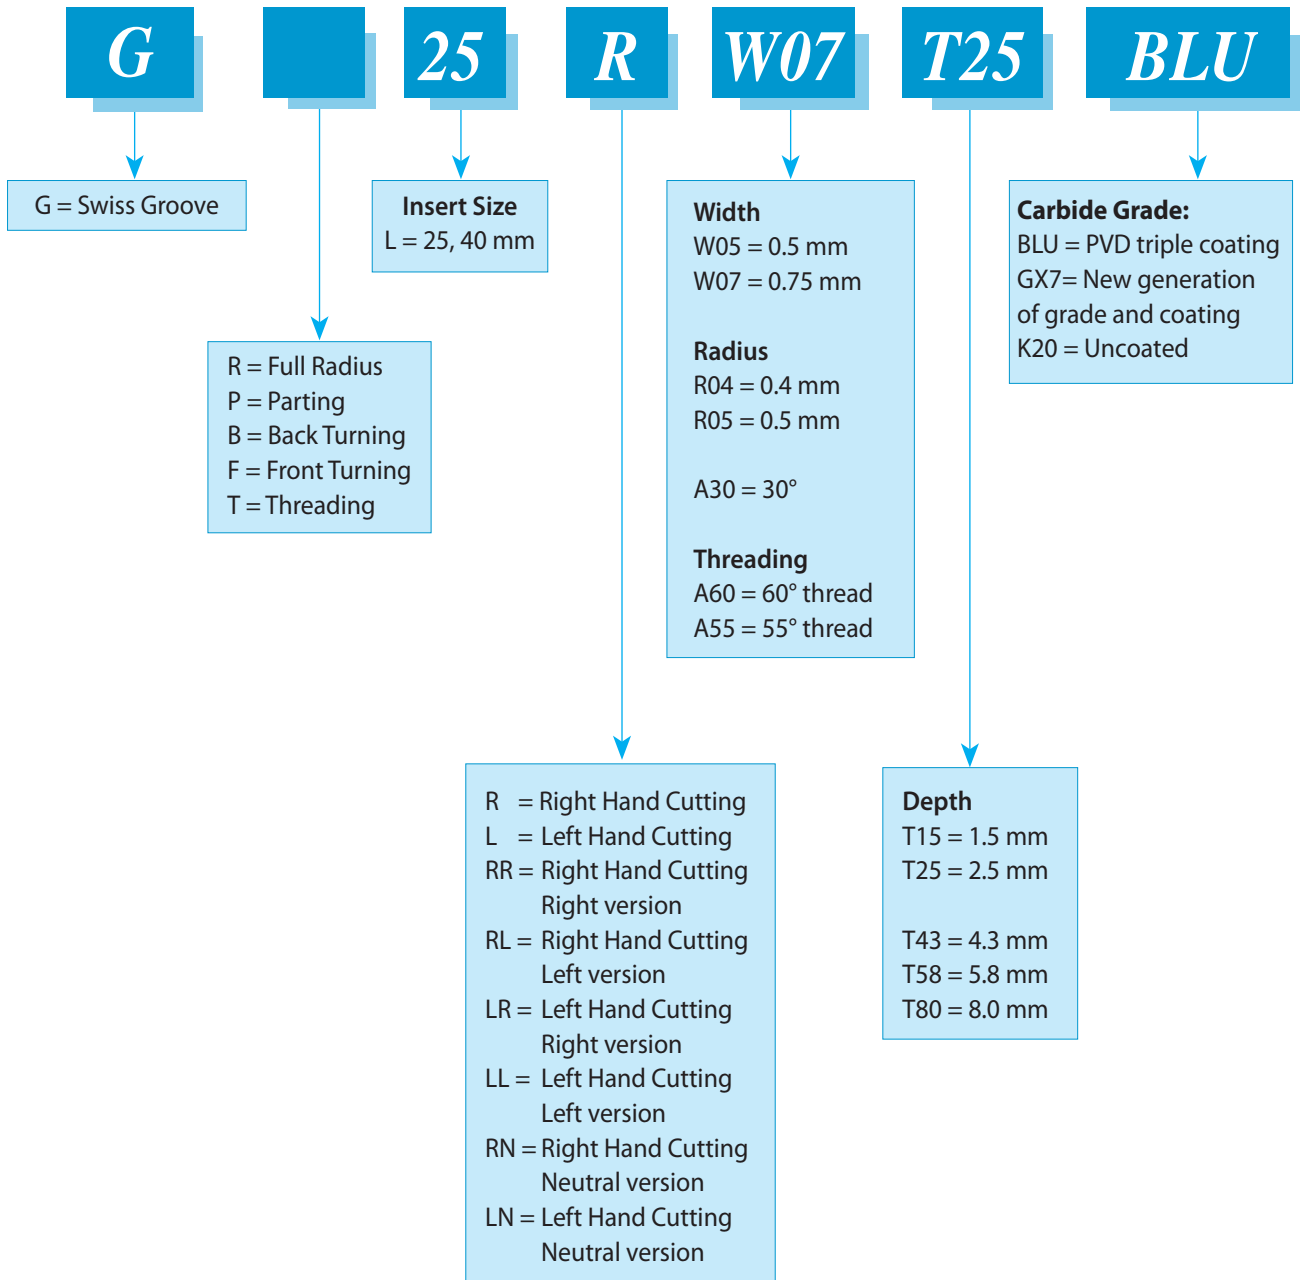 G 25 R W07 T25 BLU
G = Swiss Groove
R = Full Radius
P = Parting
B = Back Turning
F = Front Turning
T = Threading
Insert Size
L = 25, 40 mm
R = Right Hand Cutting
L = Left Hand Cutting
RR = Right Hand Cutting
Right version
RL = Right Hand Cutting
Left version
LR = Left Hand Cutting
Right version
LL = Left Hand Cutting
Left version
RN = Right Hand Cutting
Neutral version
LN = Left Hand Cutting
Neutral version
Width
W05 = 0.5 mm
W07 = 0.75 mm
Radius
R04 = 0.4 mm
R05 = 0.5 mm
A30 = 30°
Threading
A60 = 60° thread
A55 = 55° thread
Depth
T15 = 1.5 mm
T25 = 2.5 mm
T43 = 4.3 mm
T58 = 5.8 mm
T80 = 8.0 mm
Carbide Grade:
BLU = PVD triple coating
GX7= New generation
of grade and coating
K20 = Uncoated